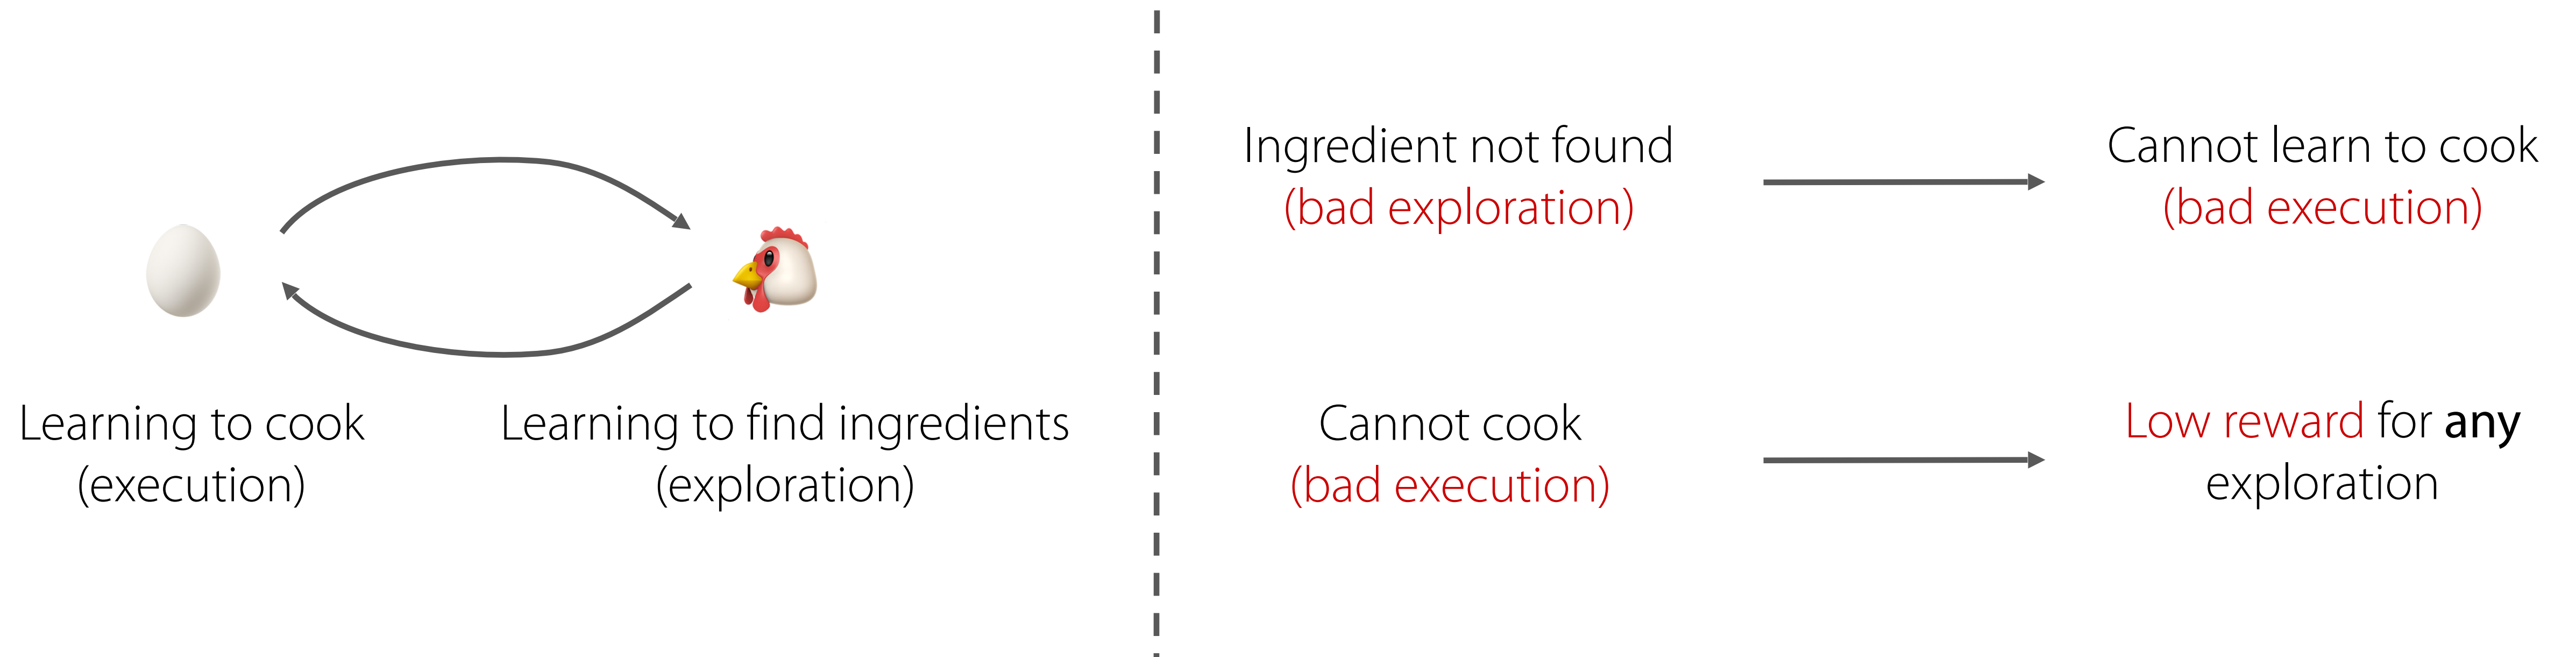 Learning to cook
(execution)
Learning to find ingredients
(exploration)
Ingredient not found
(bad exploration)
Cannot learn to cook
(bad execution)
Cannot cook
(bad execution)
Low reward for any
exploration